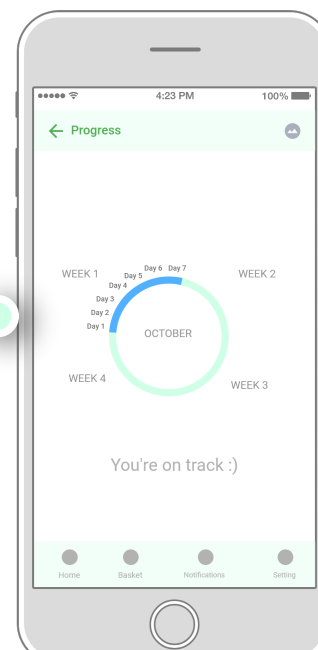 4:23 PM 100%
Progress
Day 6 Day 7
WEEK 1 Day 5 WEEK 2
Day 4
Day 3
Day 2
Day 1
OCTOBER
WEEK 4 WEEK 3
You're on track :)
Home Basket Notifications Setting